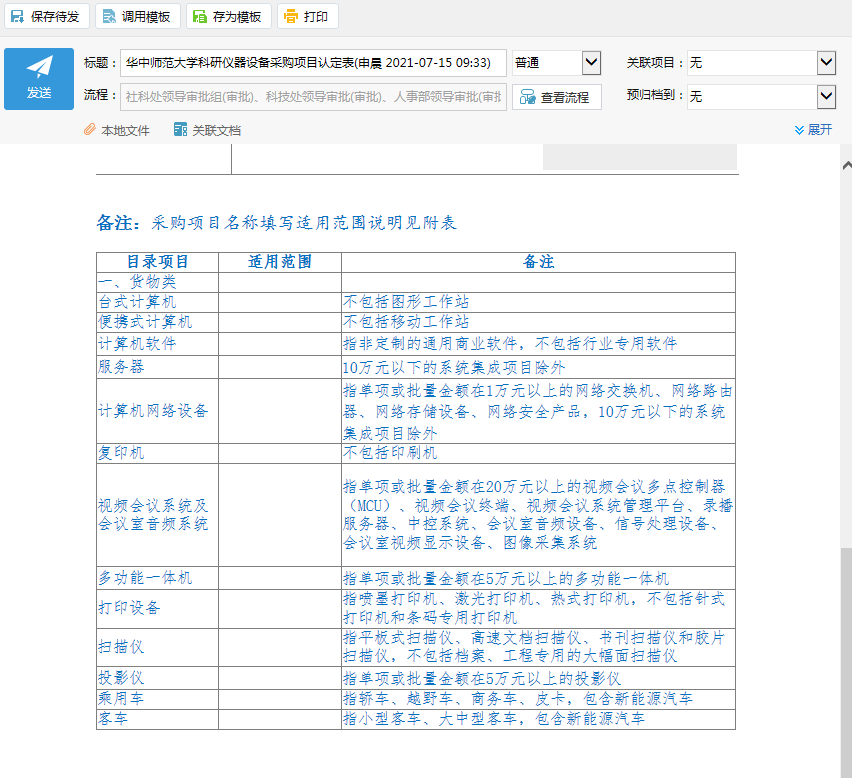 保存待发 调用模板 存为模板 打印
发送
标题： 华中师范大学科研仪器设备采购项目认定表(申晨 2021-07-15 09:33) 普通 关联项目： 无
流程： 社科处领导审批组(审批)、科技处领导审批(审批)、人事部领导审批(审批 查看流程 预归档到： 无
本地文件 关联文档 展开
备注：采购项目名称填写适用范围说明见附表
目录项目 适用范围 备注
一、货物类
台式计算机 不包括图形工作站
便携式计算机 不包括移动工作站
计算机软件 指非定制的通用商业软件，不包括行业专用软件
服务器 10万元以下的系统集成项目除外
计算机网络设备 指单项或批量金额在1万元以上的网络交换机、网络路由
器、网络存储设备、网络安全产品，10万元以下的系统
集成项目除外
复印机 不包括印刷机
视频会议系统及
会议室音频系统
指单项或批量金额在20万元以上的视频会议多点控制器
（MCU）、视频会议终端、视频会议系统管理平台、录播
服务器、中控系统、会议室音频设备、信号处理设备、
会议室视频显示设备、图像采集系统
多功能一体机 指单项或批量金额在5万元以上的多功能一体机
打印设备 指喷墨打印机、激光打印机、热式打印机，不包括针式
打印机和条码专用打印机
扫描仪 指平板式扫描仪、高速文档扫描仪、书刊扫描仪和胶片
扫描仪，不包括档案、工程专用的大幅面扫描仪
投影仪 指单项或批量金额在5万元以上的投影仪
乘用车 指轿车、越野车、商务车、皮卡，包含新能源汽车
客车 指小型客车、大中型客车，包含新能源汽车